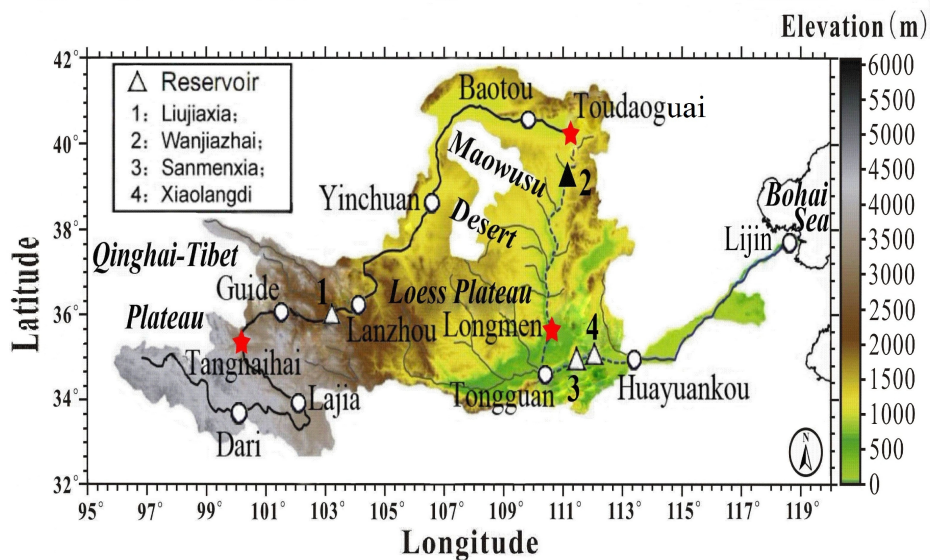 Elevation (m)
42°
40°
38°
36°
34°
32°
Latitude
Reservoir
1: Liujiaxia;
2: Wanjiazhai;
3: Sanmenxia;
4: Xiaolangdi
Baotou
Toudaoguai
Maowusu
2
Yinchuan
Desert
Bohai
Sea
Lijin
Qinghai-Tibet
Guide
1
Loess Plateau
Plateau
Lanzhou
Longmen
4
Tangnaihai
Tongguan
3
Huayuankou
Lajia
Dari
N
95°
97°
99°
101°
103°
105°
107°
109°
111°
113°
115°
117°
119°
Longitude
6000
5500
5000
4500
4000
3500
3000
2500
2000
1500
1000
500
0